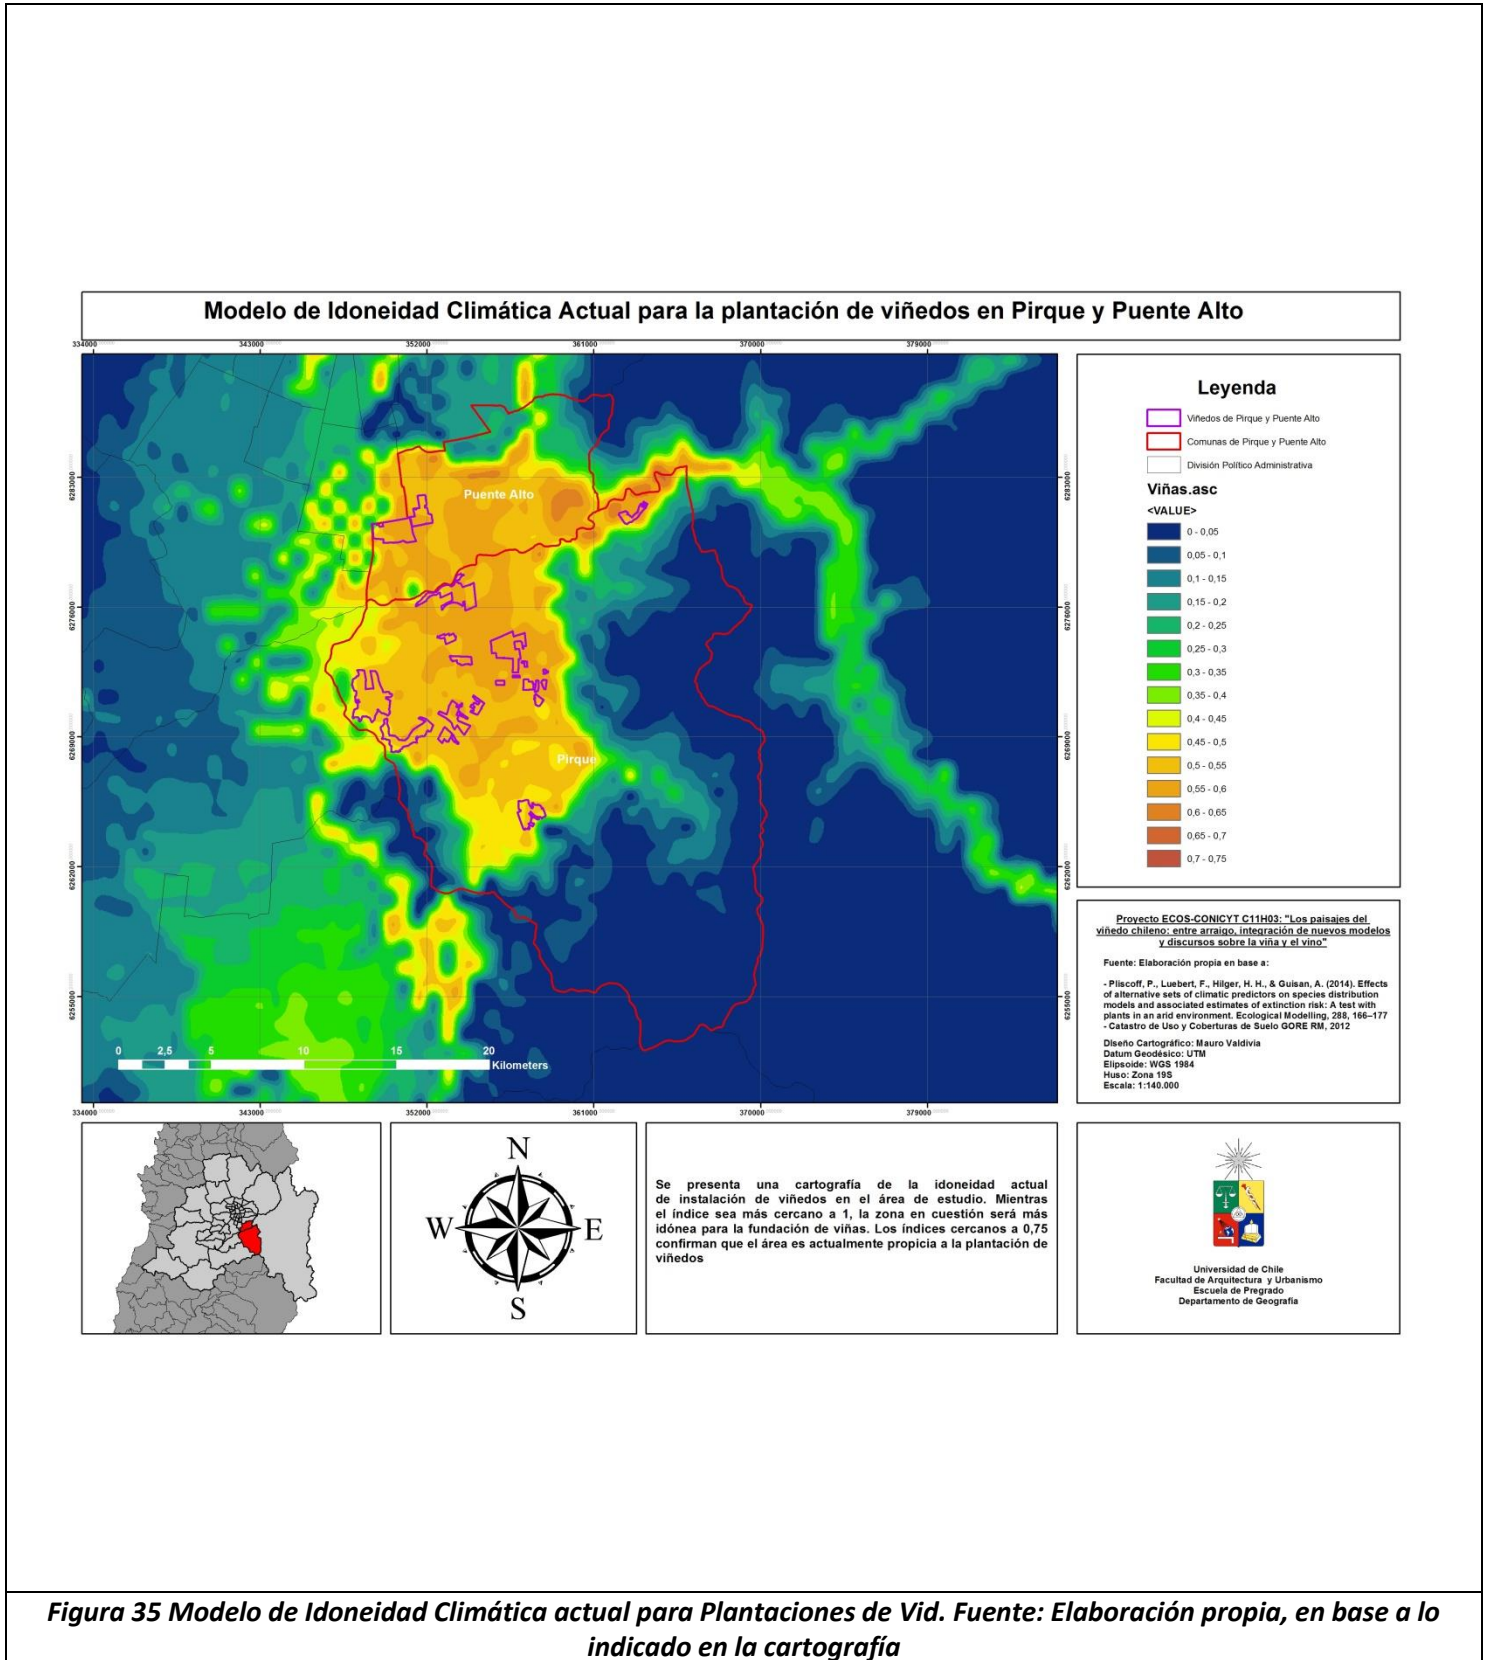 Modelo de Idoneidad Climática Actual para la plantación de viñedos en Pirque y Puente Alto
334000 343000 352000 361000 370000 379000
6283000
6276000
6269000
6262000
6255000
Puente Alto
Pirque
0 2,5 5 10 15 20
Kilometers
6283000
6276000
6269000
6262000
6255000
334000 343000 352000 361000 370000 379000
Leyenda
Viñedos de Pirque y Puente Alto
Comunas de Pirque y Puente Alto
División Político Administrativa
Viñas.asc
<VALUE>
0 - 0,05
0,05 - 0,1
0,1 - 0,15
0,15 - 0,2
0,2 - 0,25
0,25 - 0,3
0,3 - 0,35
0,35 - 0,4
0,4 - 0,45
0,45 - 0,5
0,5 - 0,55
0,55 - 0,6
0,6 - 0,65
0,65 - 0,7
0,7 - 0,75
Proyecto ECOS-CONICYT C11H03: "Los paisajes del
viñedo chileno: entre arraigo, integración de nuevos modelos
y discursos sobre la viña y el vino"
Fuente: Elaboración propia en base a:
- Pliscoff, P., Luebert, F., Hilger, H. H., & Guisan, A. (2014). Effects
of alternative sets of climatic predictors on species distribution
models and associated estimates of extinction risk: A test with
plants in an arid environment. Ecological Modelling, 288, 166–177
- Catastro de Uso y Coberturas de Suelo GORE RM, 2012
Diseño Cartográfico: Mauro Valdivia
Datum Geodésico: UTM
Elipsoide: WGS 1984
Huso: Zona 19S
Escala: 1:140.000
N
W E
S
Se presenta una cartografía de la idoneidad actual
de instalación de viñedos en el área de estudio. Mientras
el índice sea más cercano a 1, la zona en cuestión será más
idónea para la fundación de viñas. Los índices cercanos a 0,75
confirman que el área es actualmente propicia a la plantación de
viñedos
Universidad de Chile
Facultad de Arquitectura y Urbanismo
Escuela de Pregrado
Departamento de Geografía
Figura 35 Modelo de Idoneidad Climática actual para Plantaciones de Vid. Fuente: Elaboración propia, en base a lo
indicado en la cartografía